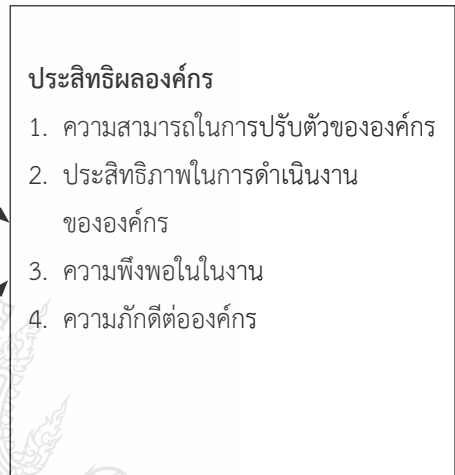 ประสิทธิผลองค์กร
1. ความสามารถในการปรับตัวขององค์กร
2. ประสิทธิภาพในการดำเนินงาน
ขององค์กร
3. ความพึงพอในในงาน
4. ความภักดีต่อองค์กร